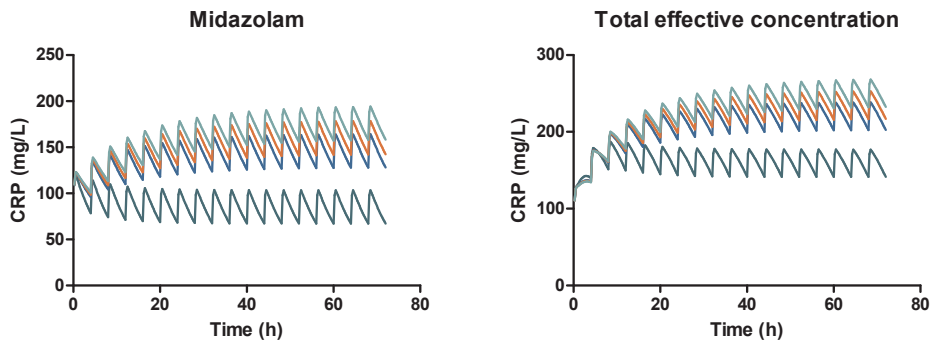 Midazolam
CRP (mg/L)
250
200
150
100
50
0
0 20 40 60 80
Time (h)
Total effective concentration
CRP (mg/L)
300
200
100
0
0 20 40 60 80
Time (h)